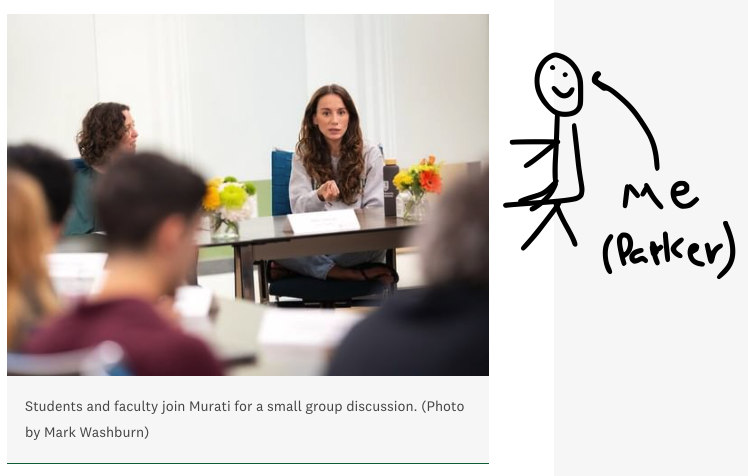 Me
(Parker)
Students and faculty join Murati for a small group discussion. (Photo
by Mark Washburn)